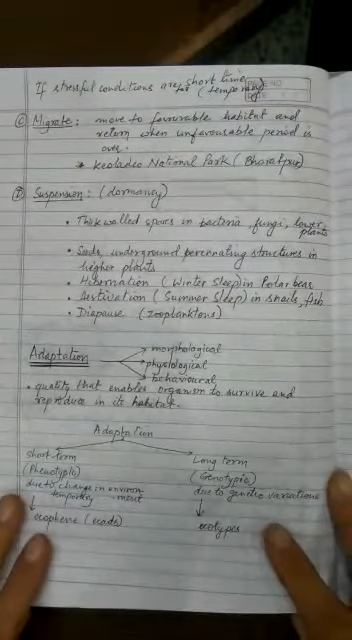 If stressful conditions are for short time
(temporary)
C Migrate: move to favourable habitat and
return when unfavourable period is
over.
* Keoladeo National Park (Bharatpur)
D Suspension: (dormancy)
• Thick walled spores in bacteria, fungi, lower plants
• Seeds, underground perennating structures in
higher plants
• Hibernation (Winter sleep) in Polar bear
• Aestivation (Summer sleep) in snails, fish
• Diapause (zooplanktons)
Adaptation
morphological
physiological
behavioural
• quality that enables organism to survive and
reproduce in its habitat.
Adaptation
Short term
(Phenotypic)
due to change in environment
temporary
ecophene (ecads)
Long term
(Genotypic)
due to genetic variations
ecotypes